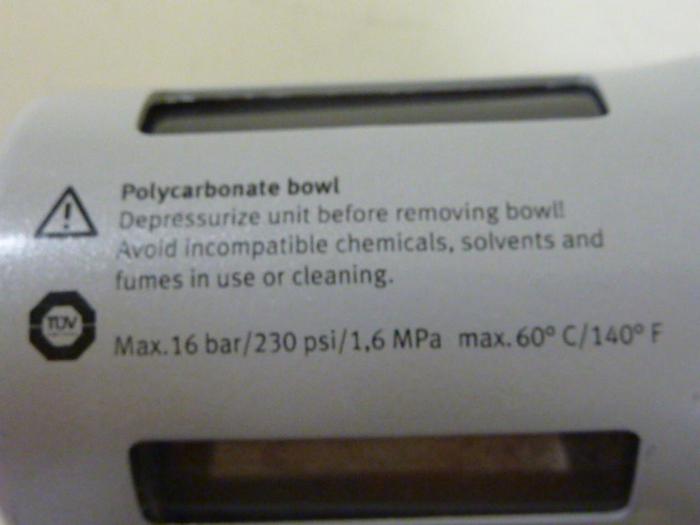 Polycarbonate bowl
Depressurize unit before removing bowl!
Avoid incompatible chemicals, solvents and
fumes in use or cleaning.
TÜV
Max. 16 bar/230 psi/1,6 MPa max. 60° C/140° F